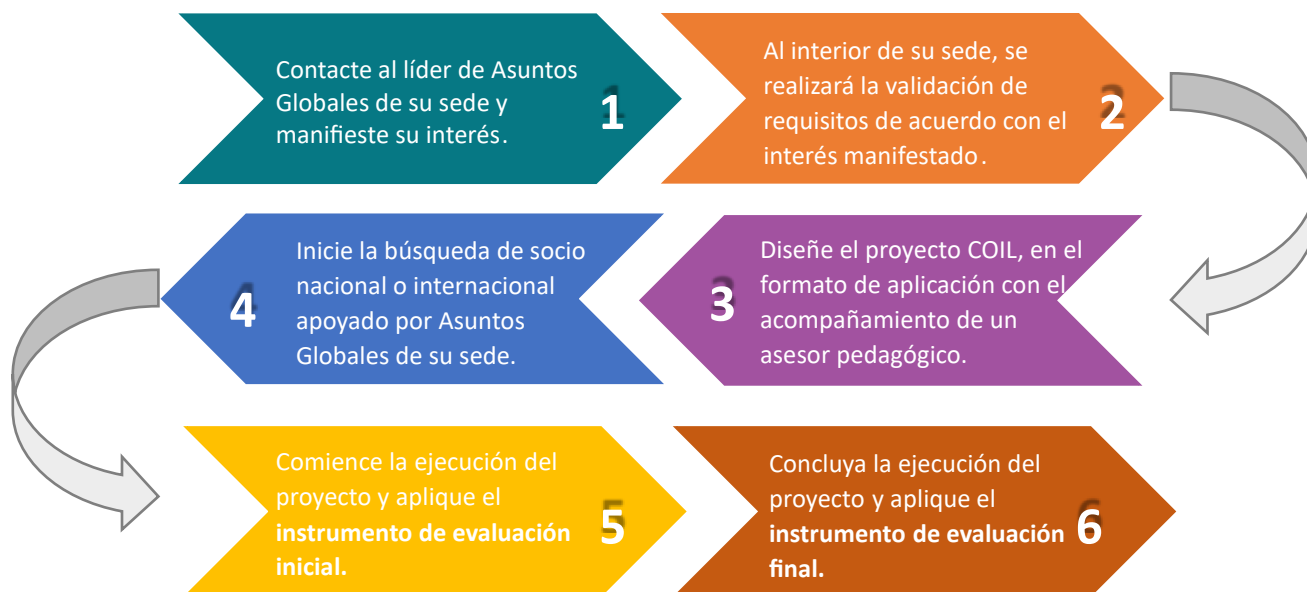 Contacte al líder de Asuntos
Globales de su sede y
manifieste su interés.
1
Al interior de su sede, se
realizará la validación de
requisitos de acuerdo con el
interés manifestado.
2
Diseñe el proyecto COIL, en el
formato de aplicación con el
acompañamiento de un
asesor pedagógico.
3
Inicie la búsqueda de socio
nacional o internacional
apoyado por Asuntos
Globales de su sede.
4
Comience la ejecución del
proyecto y aplique el
instrumento de evaluación
inicial.
5
Concluya la ejecución del
proyecto y aplique el
instrumento de evaluación
final.
6